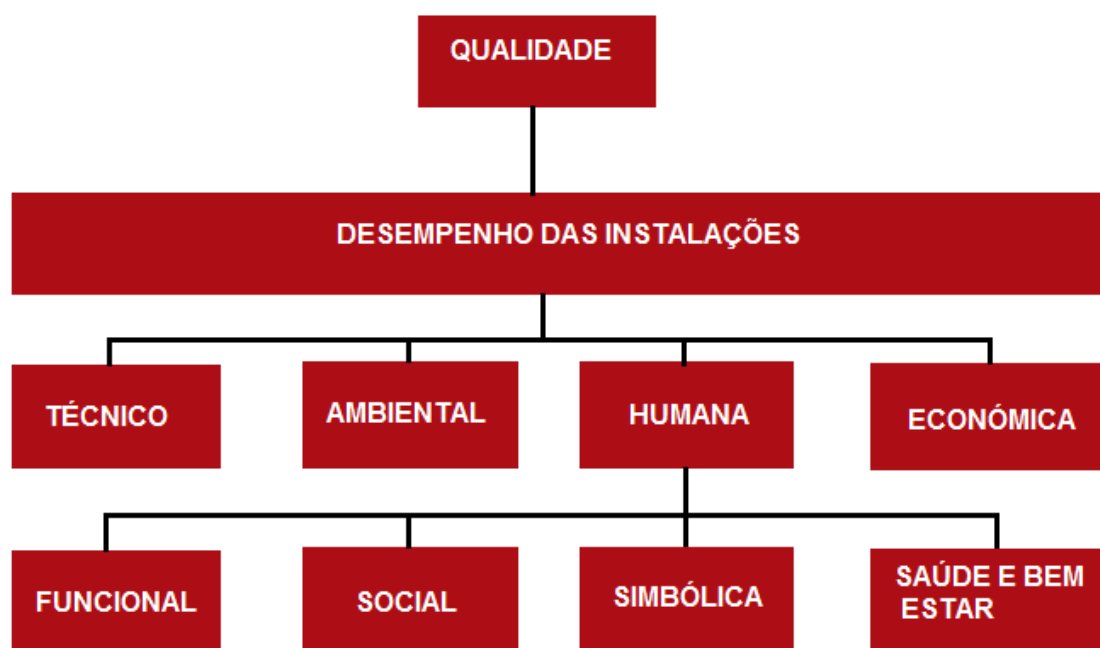 QUALIDADE
DESEMPENHO DAS INSTALAÇÕES
TÉCNICO
AMBIENTAL
HUMANA
ECONÓMICA
FUNCIONAL
SOCIAL
SIMBÓLICA
SAÚDE E BEM
ESTAR